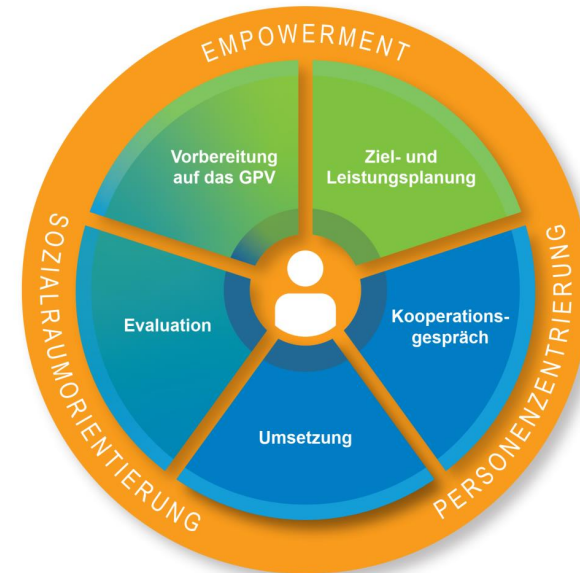 EMPOWERMENT
Vorbereitung
auf das GPV
Ziel- und
Leistungsplanung
SOZIALRAUMORIENTIERUNG
Evaluation
Kooperations-
gespräch
PERSONENZENTRIERUNG
Umsetzung